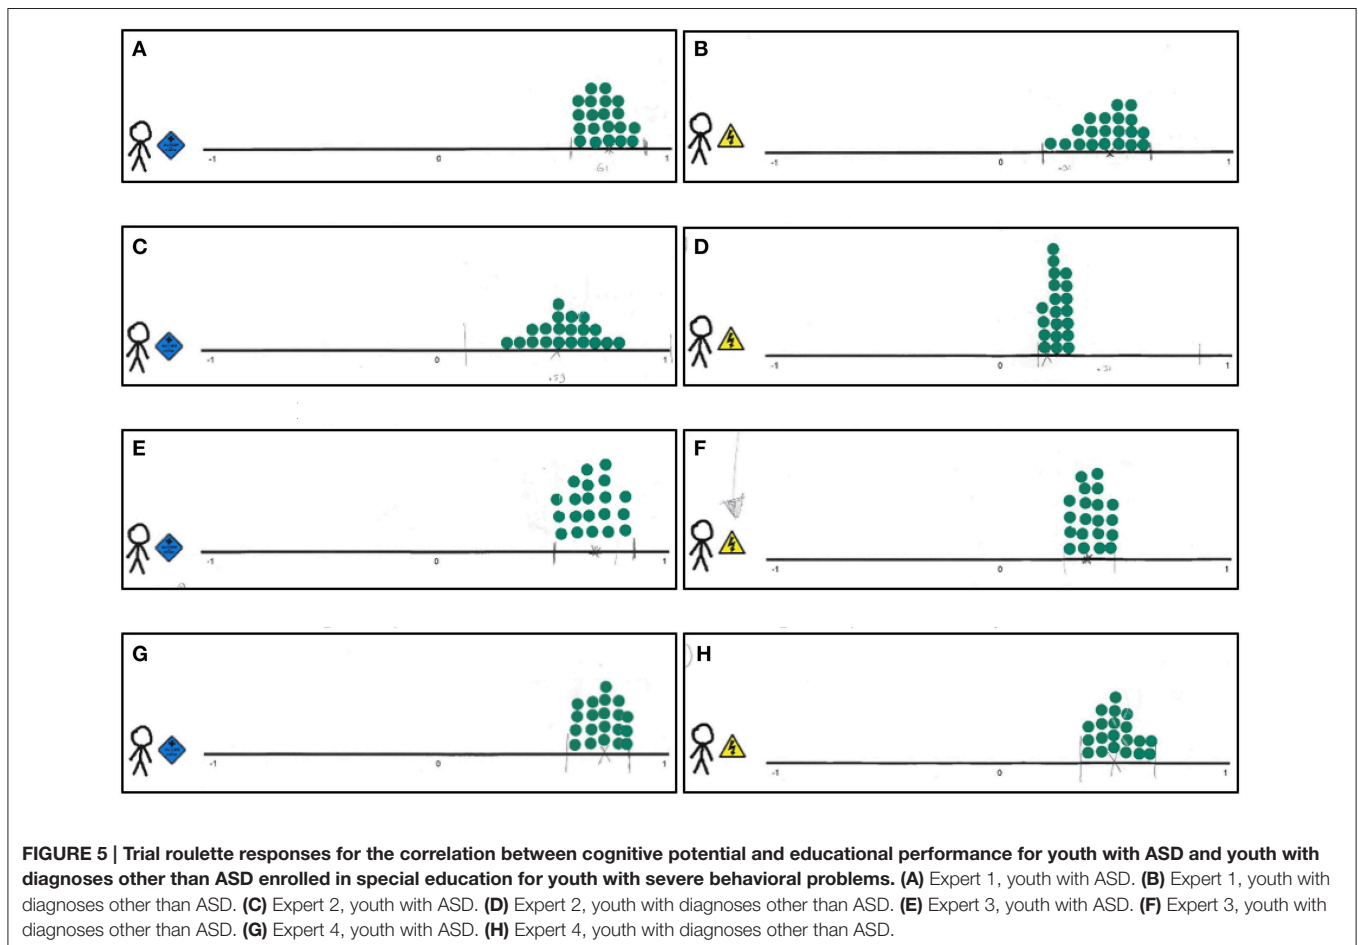 A
B
-1 0 1
-1 0 1
61
+31
C
D
-1 0 1
-1 0 1
+59
+31
E
F
-1 0 1
-1 0 1
G
H
-1 0 1
-1 0 1
FIGURE 5 | Trial roulette responses for the correlation between cognitive potential and educational performance for youth with ASD and youth with
diagnoses other than ASD enrolled in special education for youth with severe behavioral problems. (A) Expert 1, youth with ASD. (B) Expert 1, youth with
diagnoses other than ASD. (C) Expert 2, youth with ASD. (D) Expert 2, youth with diagnoses other than ASD. (E) Expert 3, youth with ASD. (F) Expert 3, youth with
diagnoses other than ASD. (G) Expert 4, youth with ASD. (H) Expert 4, youth with diagnoses other than ASD.